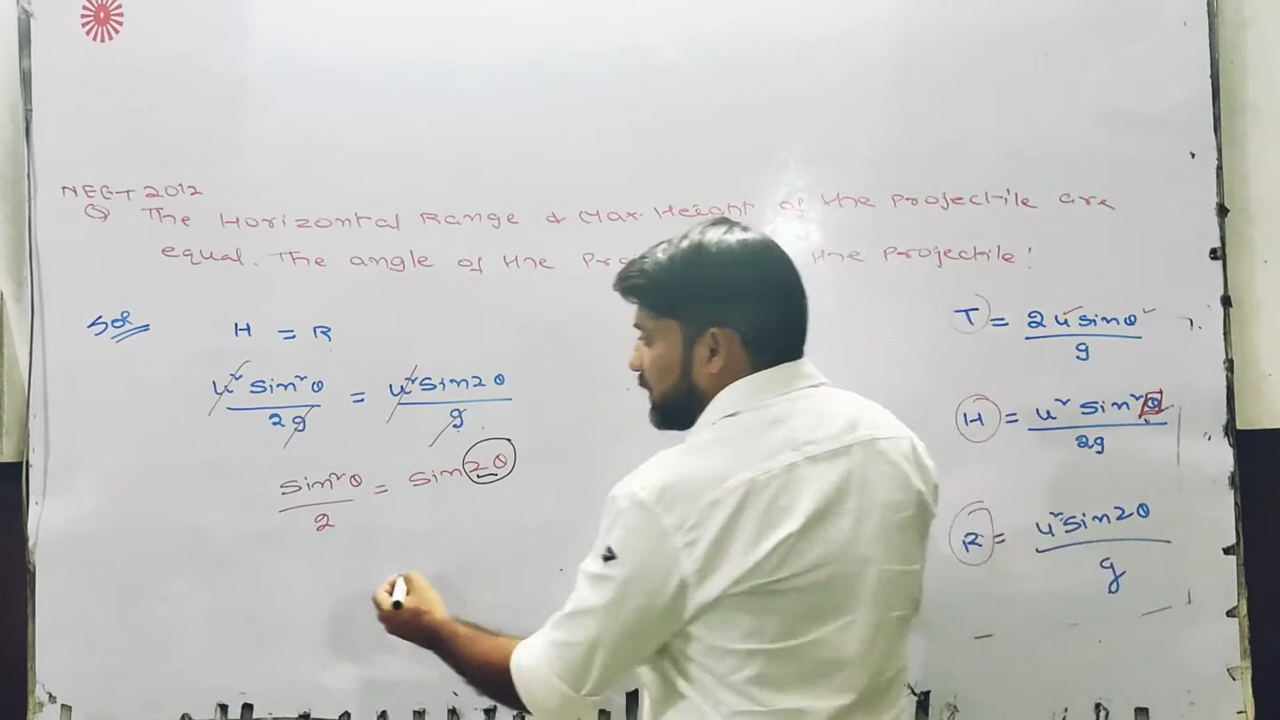 NEET 2012
Q The Horizontal Range & Max. Height of the Projectile are
equal. The angle of the the Projectile!
Sol H = R
u² sin²θ / 2g = u² sin2θ / g
sin²θ / 2 = sin2θ
T = 2u sinθ / g
H = u² sin²θ / 2g
R = u² sin2θ / g